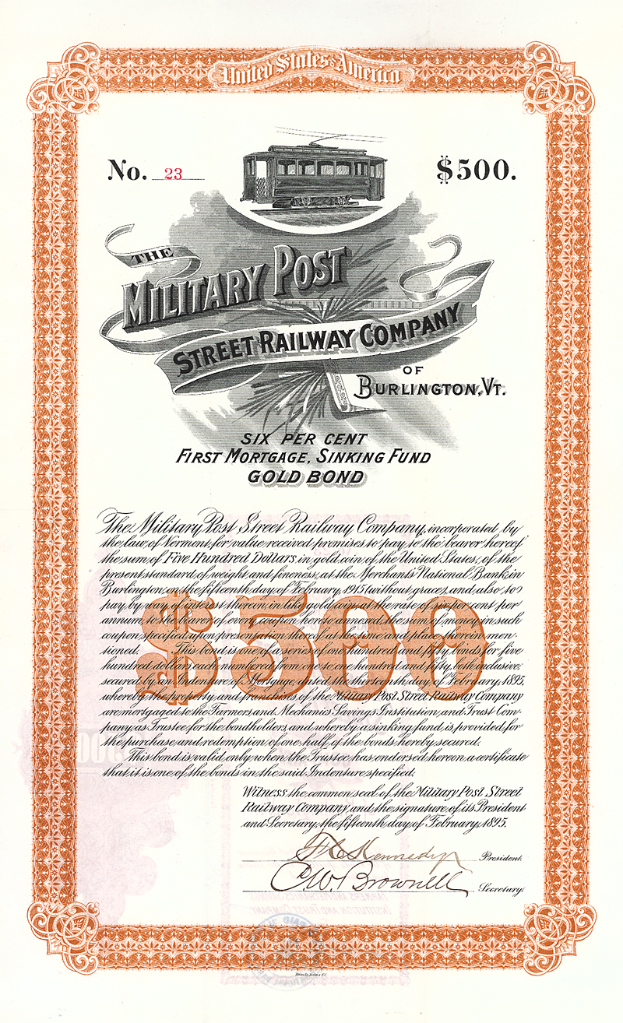 United States of America
No. 23
$500.
THE
MILITARY POST
STREET RAILWAY COMPANY
OF
BURLINGTON, VT.
SIX PER CENT
FIRST MORTGAGE, SINKING FUND
GOLD BOND
The Military Post Street Railway Company, incorporated by
the law of Vermont, for value received promises to pay to the bearer hereof
the sum of Five Hundred Dollars, in gold coin of the United States, of the
present standard of weight and fineness, at the Merchants National Bank, in
Burlington, on the fifteenth day of February, 1915 (without grace), and also to
pay, by way of interest thereon, in like gold coin, at the rate of six per cent per
annum, to bearer of each coupon hereto annexed, the sum of money in such
coupon specified upon presentation thereof at the time and place therein men-
tioned. This bond is one of a series of one hundred and fifty bonds for five
hundred dollars each, numbered from one to one hundred and fifty, both inclusive,
secured by an Indenture of Mortgage dated the thirteenth day of February, 1895,
whereby the property and franchises of the Military Post Street Railway Company
are mortgaged to the Farmers and Mechanics Savings Institution and Trust Com-
pany as Trustee for the bondholders, and whereby a sinking fund is provided for
the purchase and redemption of one half of the bonds hereby secured.
$500
This bond is valid only when the Trustee has endorsed hereon a certificate
that it is one of the bonds in the said Indenture specified.
Witness the common seal of the Military Post Street
Railway Company, and the signature of its President
and Secretary, the fifteenth day of February, 1895.
Kennedy President.
Brownell Secretary.